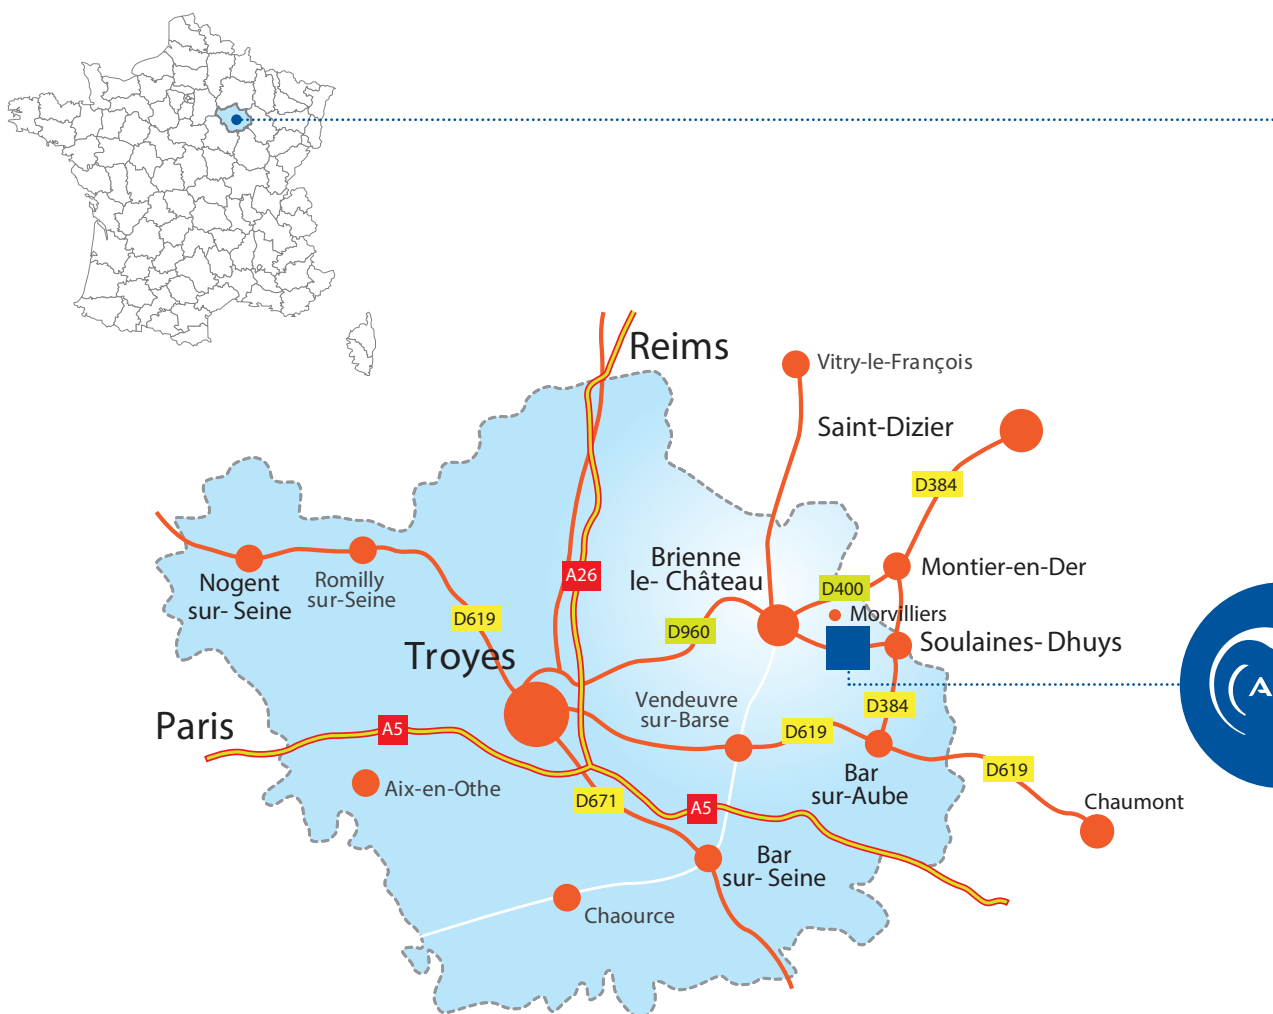 Reims
Vitry-le-François
Saint-Dizier
D384
Brienne
le- Château
Montier-en-Der
A26
D400
Nogent
sur- Seine
Romilly
sur-Seine
D619
D960
Morvilliers
Soulaines- Dhuys
Troyes
A
Vendeuvre
sur-Barse
D384
Paris
A5
D619
D619
Bar
sur-Aube
Aix-en-Othe
D671
A5
Chaumont
Bar
sur- Seine
Chaource